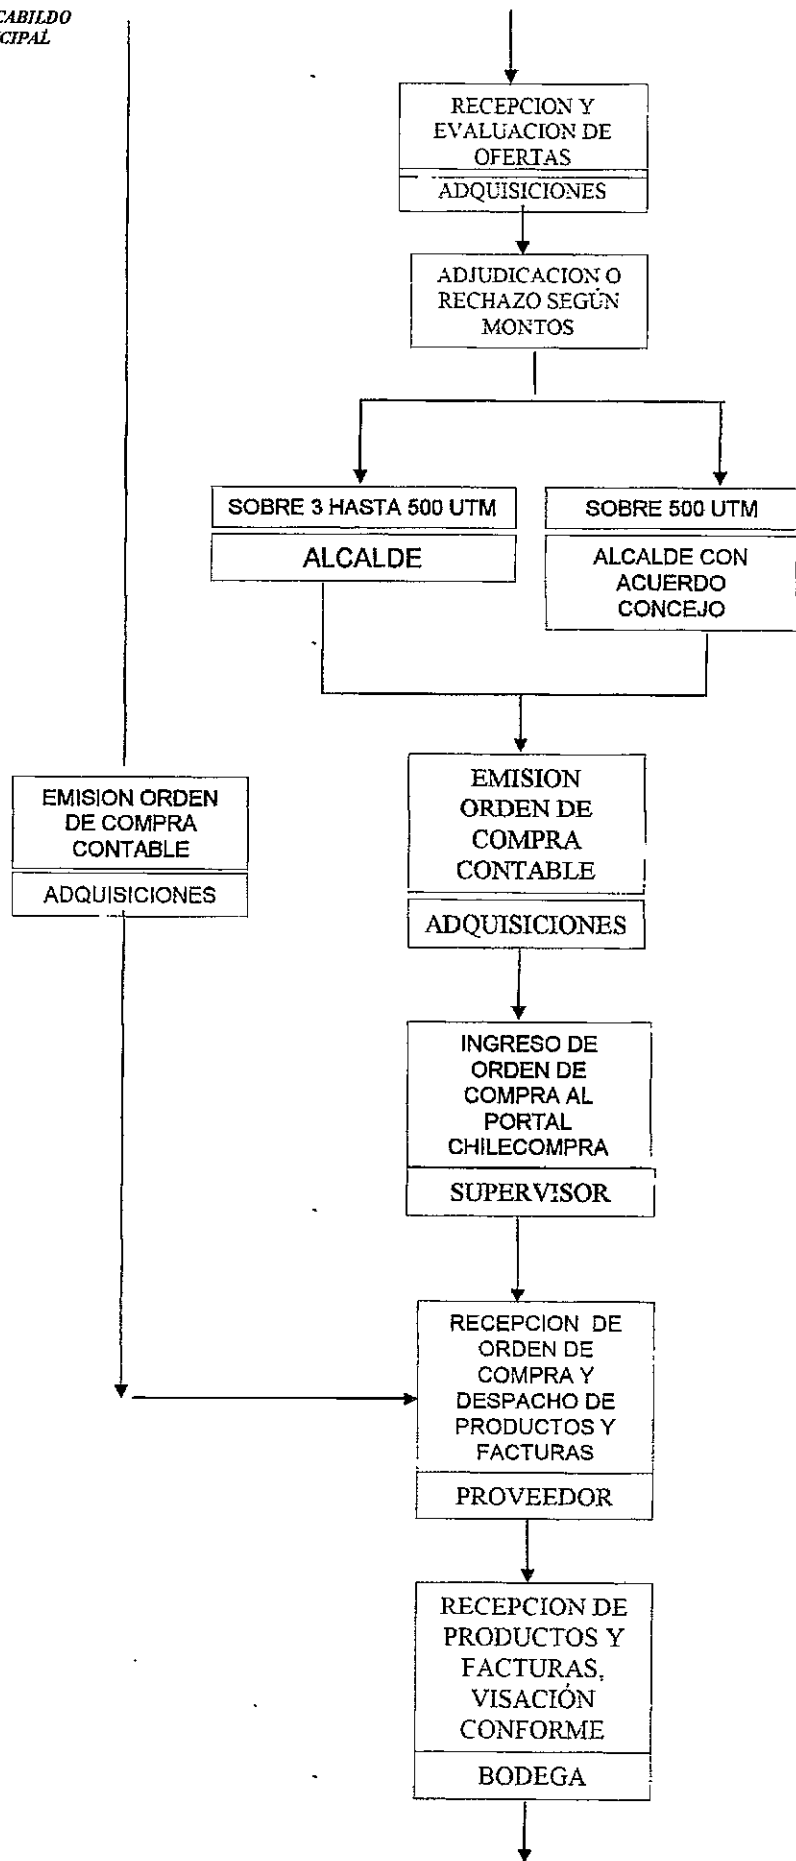 CABILDO
RECEPCION Y
EVALUACION DE
OFERTAS
ADQUISICIONES
ADJUDICACION O
RECHAZO SEGÚN
MONTOS
SOBRE 3 HASTA 500 UTM
ALCALDE
SOBRE 500 UTM
ALCALDE CON
ACUERDO
CONCEJO
EMISION ORDEN
DE COMPRA
CONTABLE
ADQUISICIONES
EMISION
ORDEN DE
COMPRA
CONTABLE
ADQUISICIONES
INGRESO DE
ORDEN DE
COMPRA AL
PORTAL
CHILECOMPRA
SUPERVISOR
RECEPCION DE
ORDEN DE
COMPRA Y
DESPACHO DE
PRODUCTOS Y
FACTURAS
PROVEEDOR
RECEPCION DE
PRODUCTOS Y
FACTURAS,
VISACIÓN
CONFORME
BODEGA